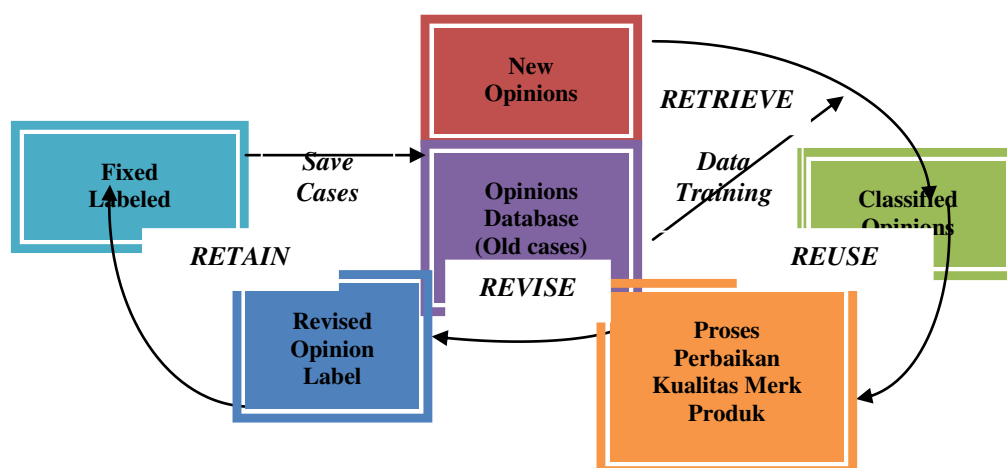 New
Opinions
RETRIEVE
Fixed
Labeled
Save
Cases
Opinions
Database
(Old cases)
Data
Training
Classified
Opinions
RETAIN
REVISE
REUSE
Revised
Opinion
Label
Proses
Perbaikan
Kualitas Merk
Produk